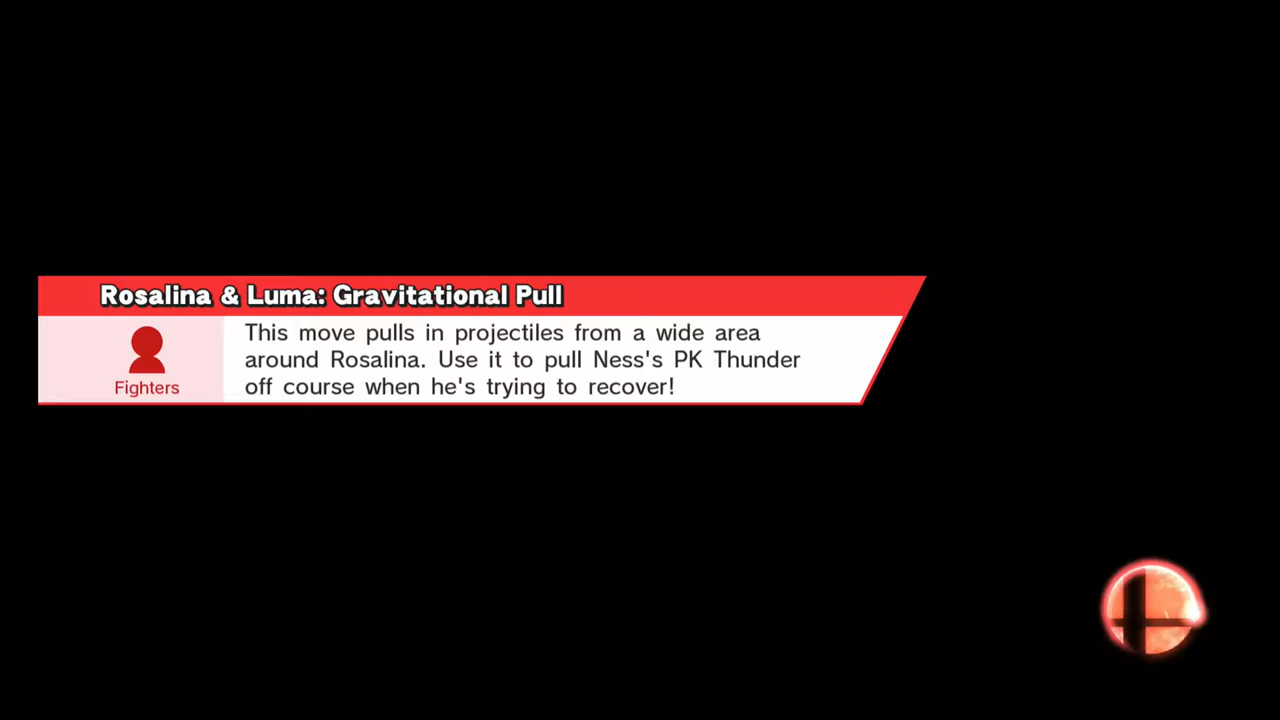 Rosalina & Luma: Gravitational Pull
This move pulls in projectiles from a wide area
around Rosalina. Use it to pull Ness's PK Thunder
off course when he's trying to recover!
Fighters